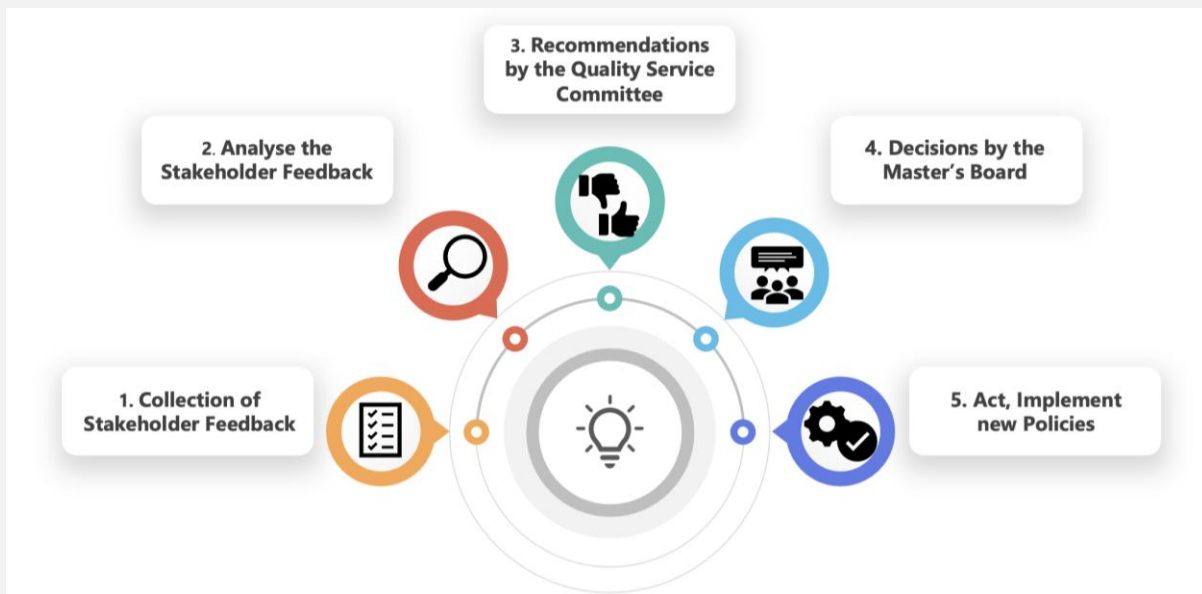 1. Collection of
Stakeholder Feedback
2. Analyse the
Stakeholder Feedback
3. Recommendations
by the Quality Service
Committee
4. Decisions by the
Master’s Board
5. Act, Implement
new Policies